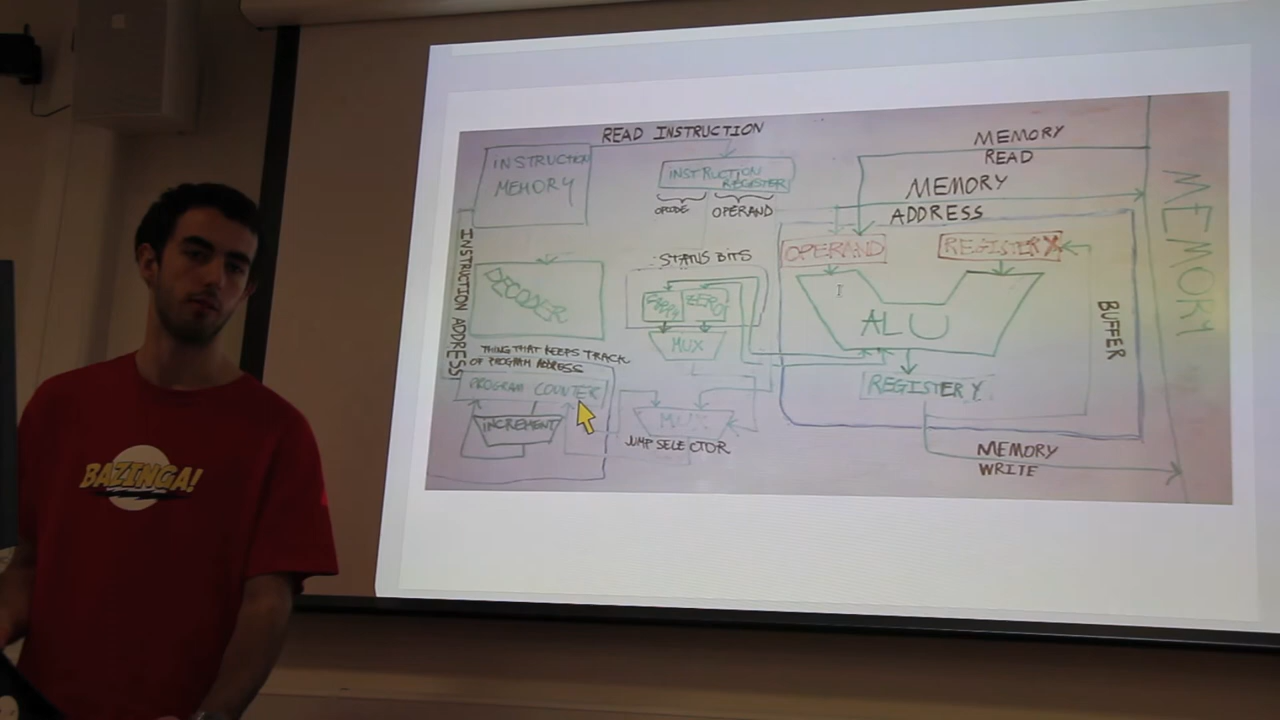 READ INSTRUCTION
MEMORY
READ
INSTRUCTION
MEMORY
INSTRUCTION
REGISTER
MEMORY
ADDRESS
OPCODE
OPERAND
MEMORY
INSTRUCTION ADDRESS
STATUS BITS
OPERAND
REGISTER X
DECODER
ZERO?
ALU
BUFFER
MUX
THING THAT KEEPS TRACK
OF PROGRAM ADDRESS
PROGRAM COUNTER
REGISTER Y
INCREMENT
MUX
JUMP SELECTOR
MEMORY
WRITE
BAZINGA!